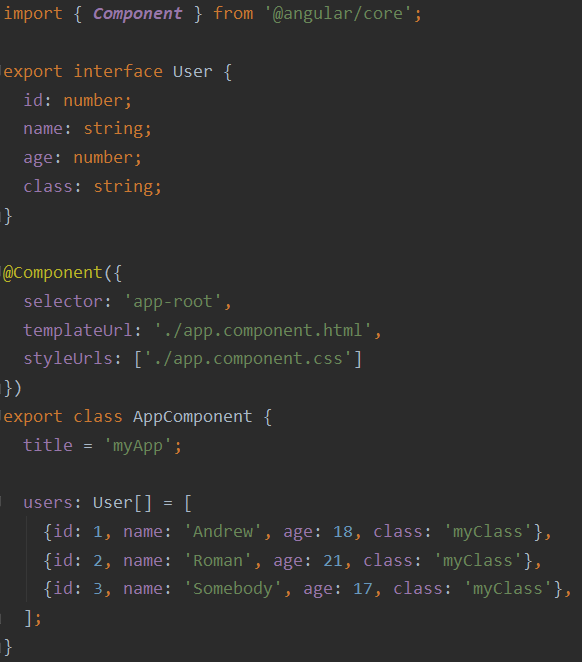 import { Component } from '@angular/core';
export interface User {
id: number;
name: string;
age: number;
class: string;
}
@Component({
selector: 'app-root',
templateUrl: './app.component.html',
styleUrls: ['./app.component.css']
})
export class AppComponent {
title = 'myApp';
users: User[] = [
{id: 1, name: 'Andrew', age: 18, class: 'myClass'},
{id: 2, name: 'Roman', age: 21, class: 'myClass'},
{id: 3, name: 'Somebody', age: 17, class: 'myClass'},
];
}